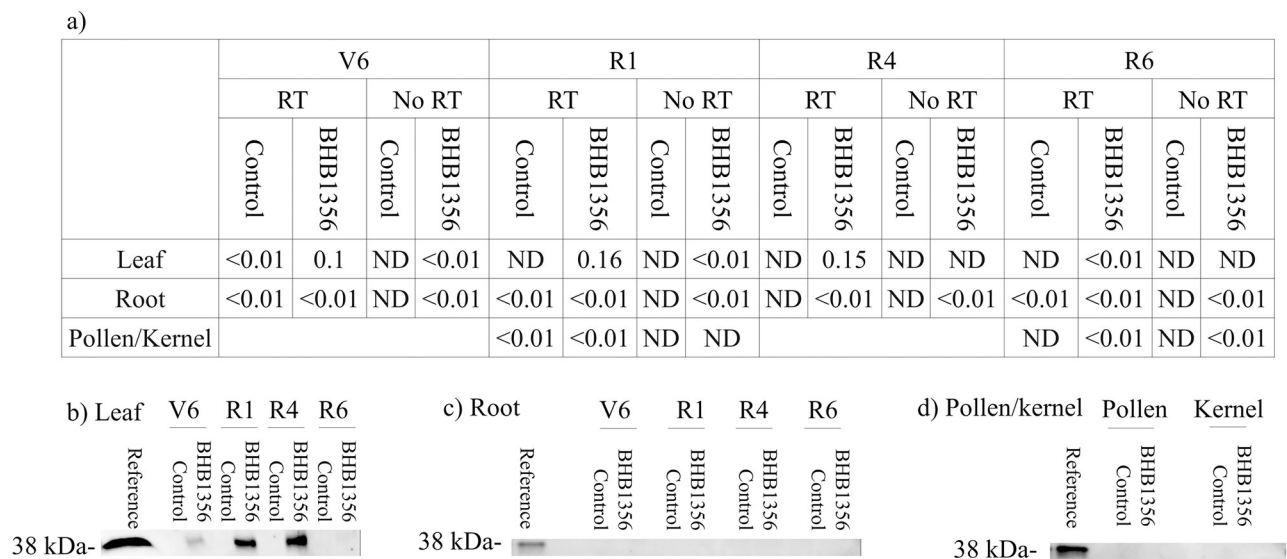 a)
V6 R1 R4 R6
RT No RT RT No RT RT No RT RT No RT
Control BHB1356 Control BHB1356 Control BHB1356 Control BHB1356 Control BHB1356 Control BHB1356 Control BHB1356 Control BHB1356
Leaf <0.01 0.1 ND <0.01 ND 0.16 ND <0.01 ND 0.15 ND ND ND <0.01 ND ND
Root <0.01 <0.01 ND <0.01 <0.01 <0.01 ND <0.01 ND <0.01 ND <0.01 <0.01 <0.01 ND <0.01
Pollen/Kernel <0.01 <0.01 ND ND ND <0.01 ND <0.01
b) Leaf V6 R1 R4 R6
Reference Control BHB1356 Control BHB1356 Control BHB1356 Control BHB1356
38 kDa-
c) Root V6 R1 R4 R6
Reference Control BHB1356 Control BHB1356 Control BHB1356 Control BHB1356
38 kDa-
d) Pollen/kernel Pollen Kernel
Reference Control BHB1356 Control BHB1356
38 kDa-